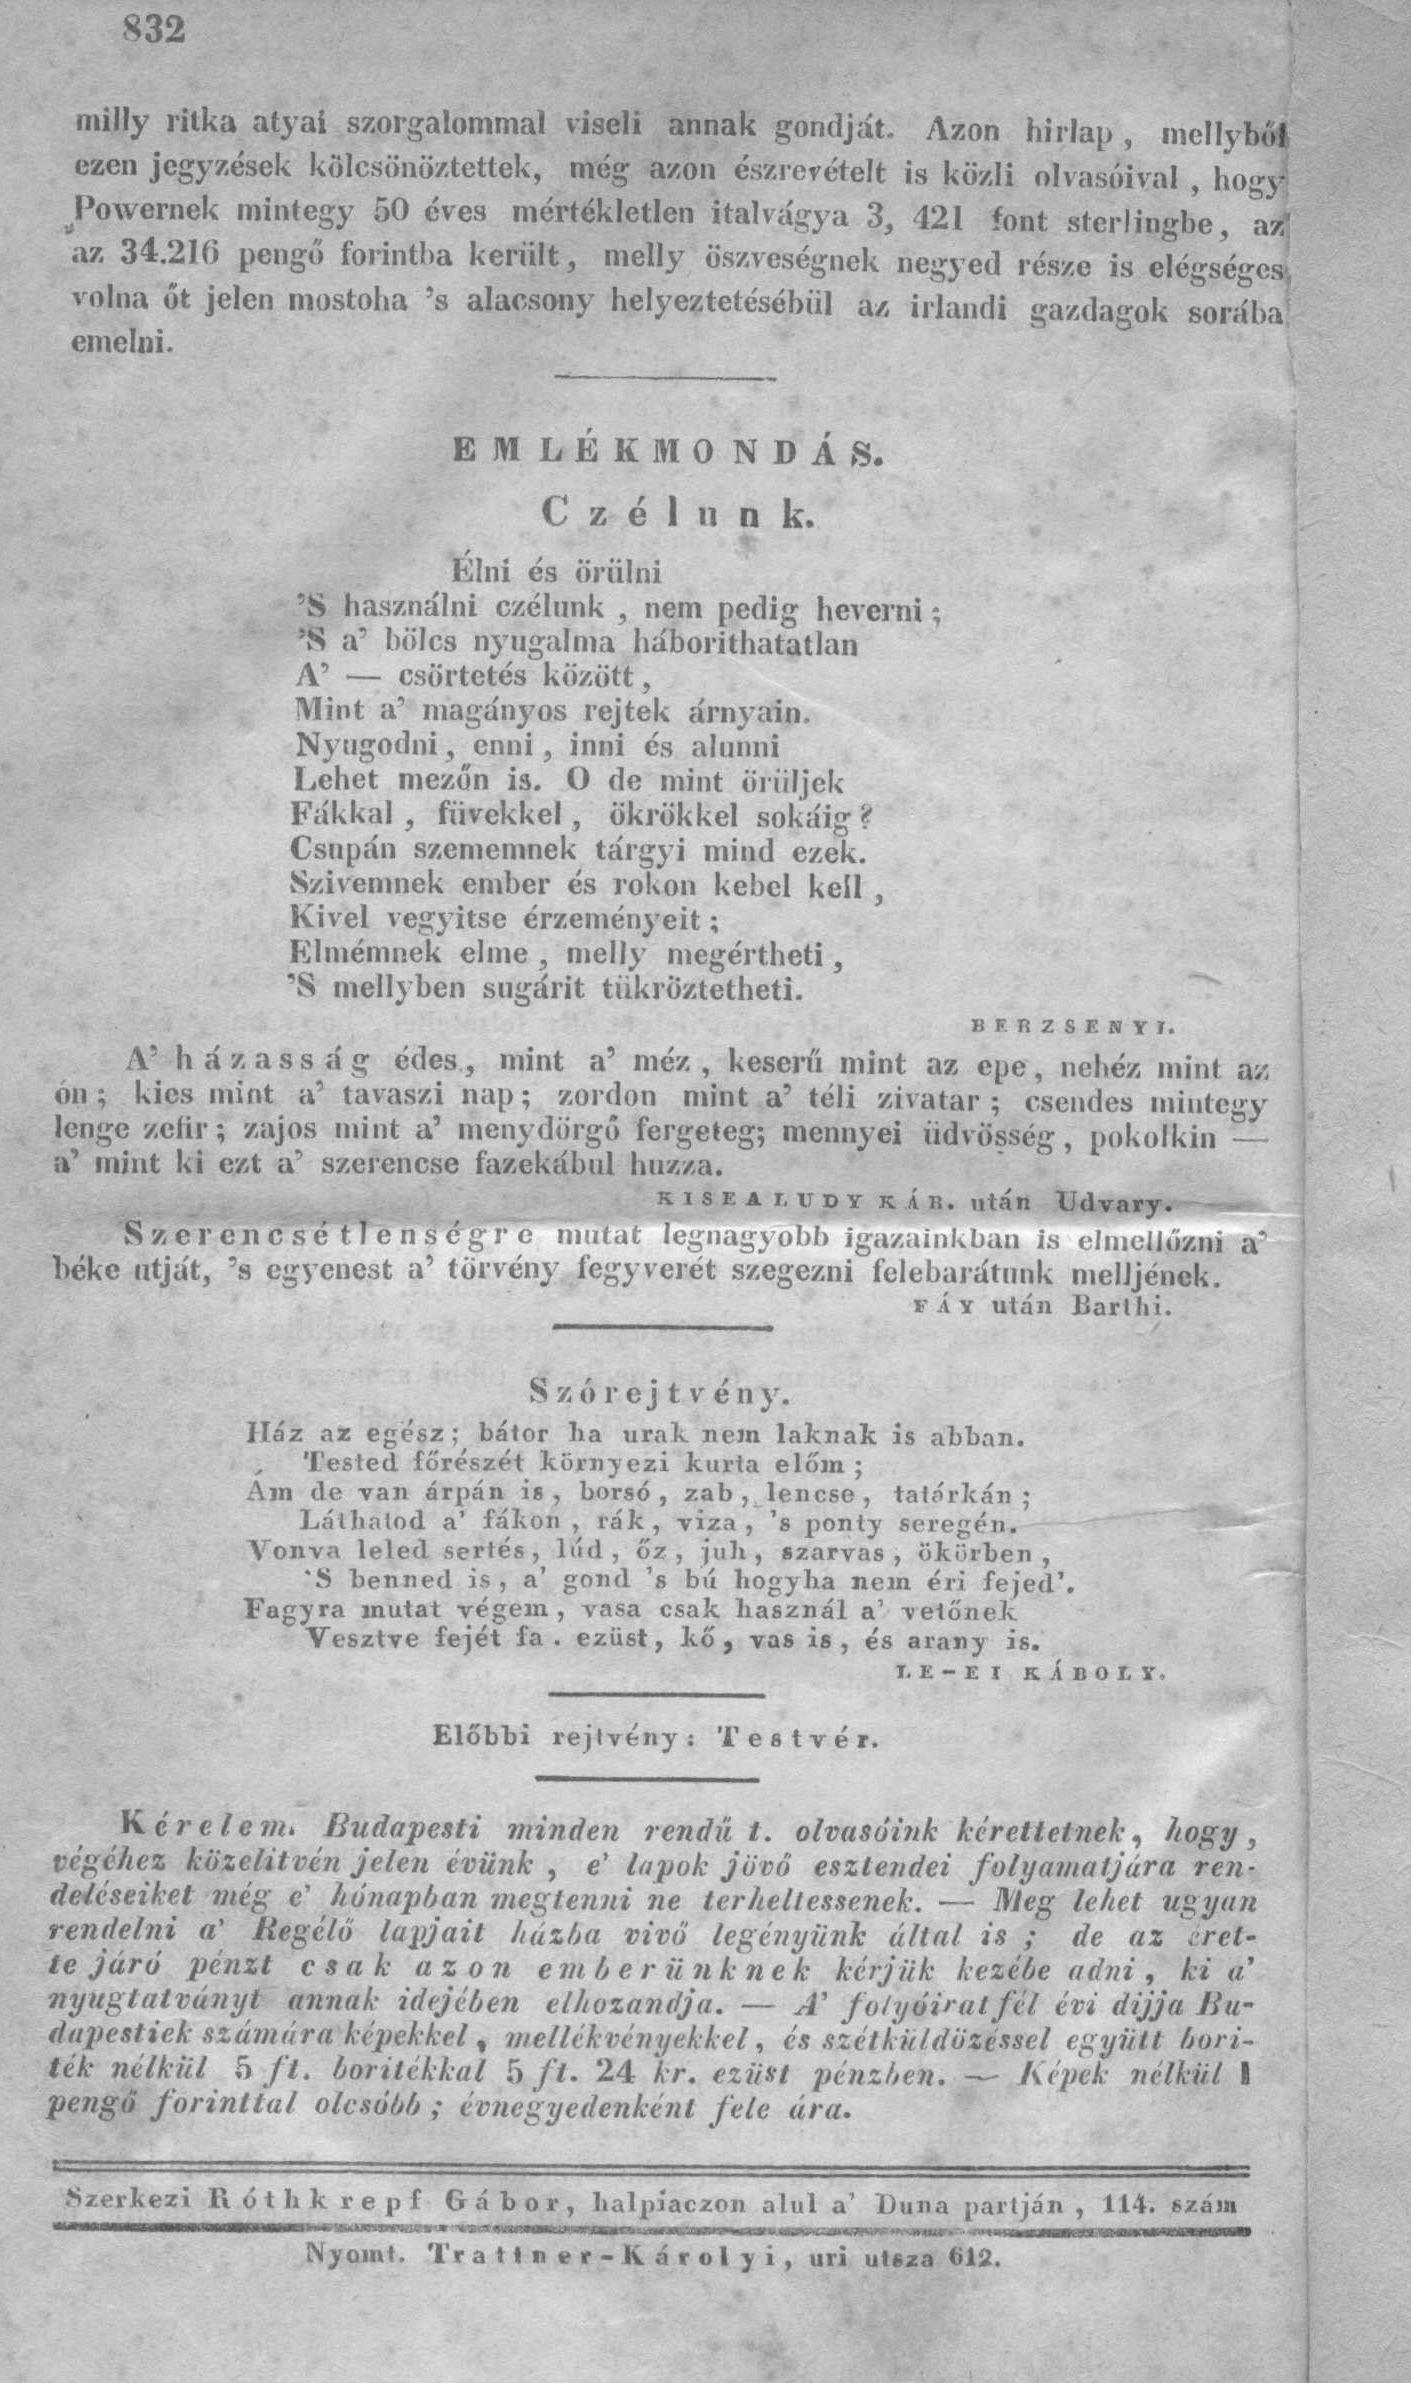 832
milly ritka atyai szorgalommal viseli annak gondját. Azon hirlap, mellyből
ezen jegyzések kölcsönöztettek, még azon észrevételt is közli olvasóival, hogy
Powernek mintegy 50 éves mértékletlen italvágya 3, 421 font sterlingbe, az
az 34.216 pengő forintba került, melly öszveségnek negyed része is elégséges
volna őt jelen mostoha 's alacsony helyeztetésébül az irlandi gazdagok sorába
emelni.
EMLÉKMONDÁS.
Czélunk.
Élni és örülni
'S használni czélunk, nem pedig heverni;
'S a' bölcs nyugalma háborithatatlan
A' — csörtetés között,
Mint a' magányos rejtek árnyain.
Nyugodni, enni, inni és alunni
Lehet mezőn is. O de mint örüljek
Fákkal, füvekkel, ökrökkel sokáig?
Csupán szememnek tárgyi mind ezek.
Szivemnek ember és rokon kebel kell,
Kivel vegyitse érzeményeit;
Elmémnek elme, melly megértheti,
'S mellyben sugárit tükröztetheti.
BERZSENYI.
A' házasság édes, mint a' méz, keserű mint az epe, nehéz mint az
ón; kies mint a' tavaszi nap; zordon mint a' téli zivatar; csendes mintegy
lenge zefir; zajos mint a' menydörgő fergeteg; mennyei üdvösség, pokolkin —
a' mint ki ezt a' szerencse fazekábul huzza.
KISFALUDY KÁR. után Udvary.
Szerencsétlenségre mutat legnagyobb igazainkban is elmellőzni a'
béke utját, 's egyenest a' törvény fegyverét szegezni felebarátunk melljének.
FÁY után Barthi.
Szórejtvény.
Ház az egész; bátor ha urak nem laknak is abban.
Tested főrészét környezi kurta előm;
Ám de van árpán is, borsó, zab, lencse, tatárkán;
Láthatod a' fákon, rák, viza, 's ponty seregén.
Vonva leled sertés, lúd, őz, juh, szarvas, ökörben,
'S benned is, a' gond 's bú hogyha nem éri fejed'.
Fagyra mutat végem, vasa csak használ a' vetőnek
Vesztve fejét fa. ezüst, kő, vas is, és arany is.
LE-EI KÁROLY.
Előbbi rejtvény: Testvér.
Kérelem. Budapesti minden rendű t. olvasóink kérettetnek, hogy,
végéhez közelitvén jelen évünk, e' lapok jövő esztendei folyamatjára ren-
deléseiket még e' hónapban megtenni ne terheltessenek. — Meg lehet ugyan
rendelni a' Regélő lapjait házba vivő legényünk által is; de az éret-
te járó pénzt csak azon emberünknek kérjük kezébe adni, ki a'
nyugtatványt annak idejében elhozandja. — A' folyóirat fél évi dijja Bu-
dapestiek számára képekkel, mellékvényekkel, és szétküldözéssel együtt bori-
ték nélkül 5 ft. boritékkal 5 ft. 24 kr. ezüst pénzben. — Képek nélkül 1
pengő forinttal olcsóbb; évnegyedenként fele ára.
Szerkezi Róthkrepf Gábor, halpiaczon alul a' Duna partján, 114. szám
Nyomt. Trattner-Károlyi, uri utsza 612.